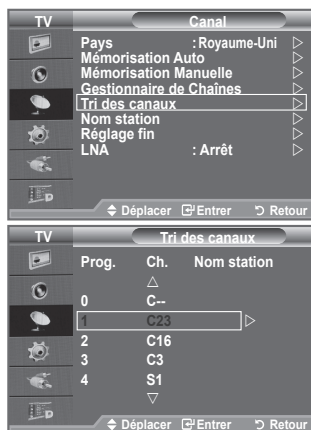 TV Canal
Pays : Royaume-Uni
Mémorisation Auto
Mémorisation Manuelle
Gestionnaire de Chaînes
Tri des canaux
Nom station
Réglage fin
LNA : Arrêt
Déplacer Entrer Retour
TV Tri des canaux
Prog. Ch. Nom station
0 C--
1 C23
2 C16
3 C3
4 S1
Déplacer Entrer Retour